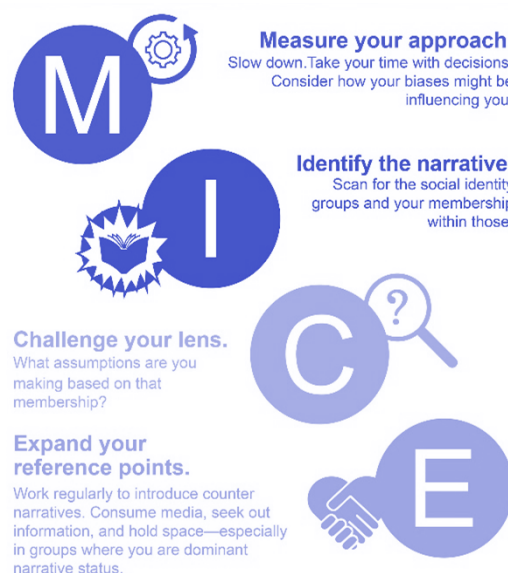 M
Measure your approach
Slow down.Take your time with decisions
Consider how your biases might be
influencing you
I
Identify the narrative
Scan for the social identity
groups and your membership
within those
C
?
Challenge your lens.
What assumptions are you
making based on that
membership?
E
Expand your
reference points.
Work regularly to introduce counter
narratives. Consume media, seek out
information, and hold space—especially
in groups where you are dominant
narrative status.